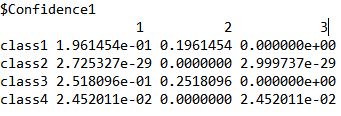 $Confidence1
1 2 3
class1 1.961454e-01 0.1961454 0.000000e+00
class2 2.725327e-29 0.0000000 2.999737e-29
class3 2.518096e-01 0.2518096 0.000000e+00
class4 2.452011e-02 0.0000000 2.452011e-02